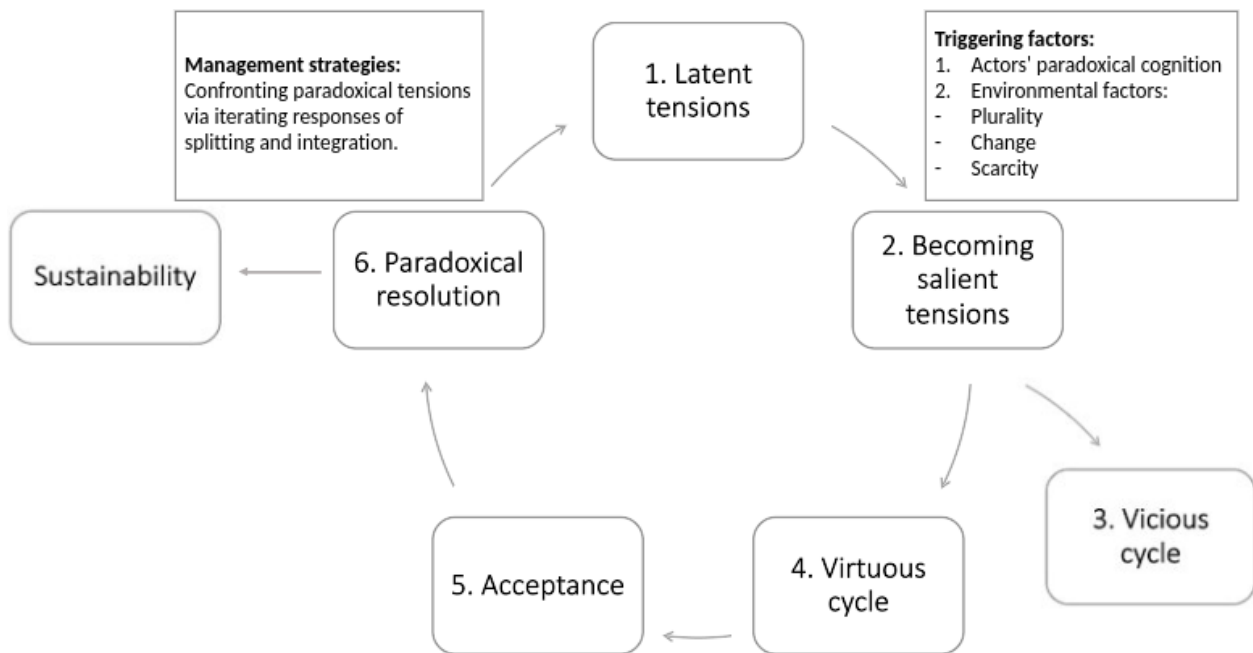 Management strategies:
Confronting paradoxical tensions
via iterating responses of
splitting and integration.
1. Latent
tensions
Triggering factors:
1. Actors' paradoxical cognition
2. Environmental factors:
- Plurality
- Change
- Scarcity
Sustainability
6. Paradoxical
resolution
2. Becoming
salient
tensions
5. Acceptance
4. Virtuous
cycle
3. Vicious
cycle